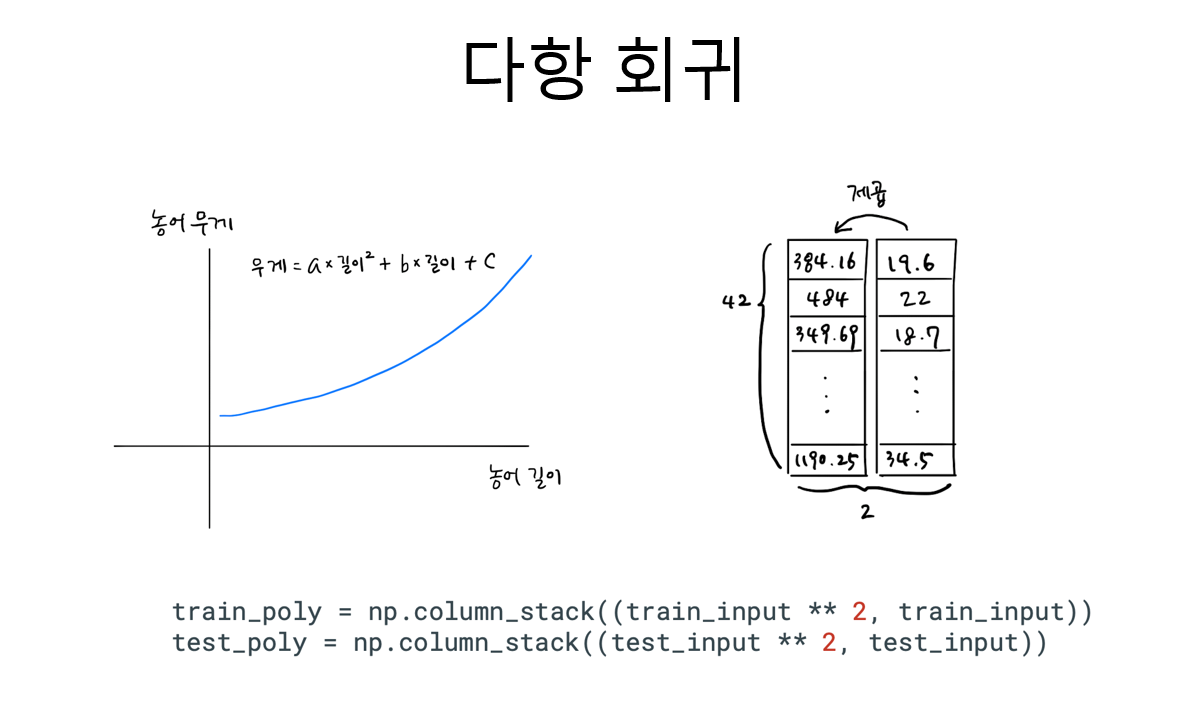 다항 회귀
농어 무게
무게 = a × 길이² + b × 길이 + c
농어 길이
제곱
42
384.16 19.6
484 22
349.69 18.7
⋮ ⋮
1190.25 34.5
2
train_poly = np.column_stack((train_input ** 2, train_input))
test_poly = np.column_stack((test_input ** 2, test_input))